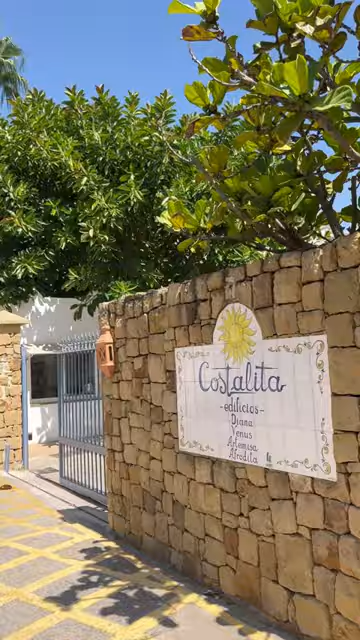 Costalita
-edificios-
Diana
Venus
Artemisa
Afrodita